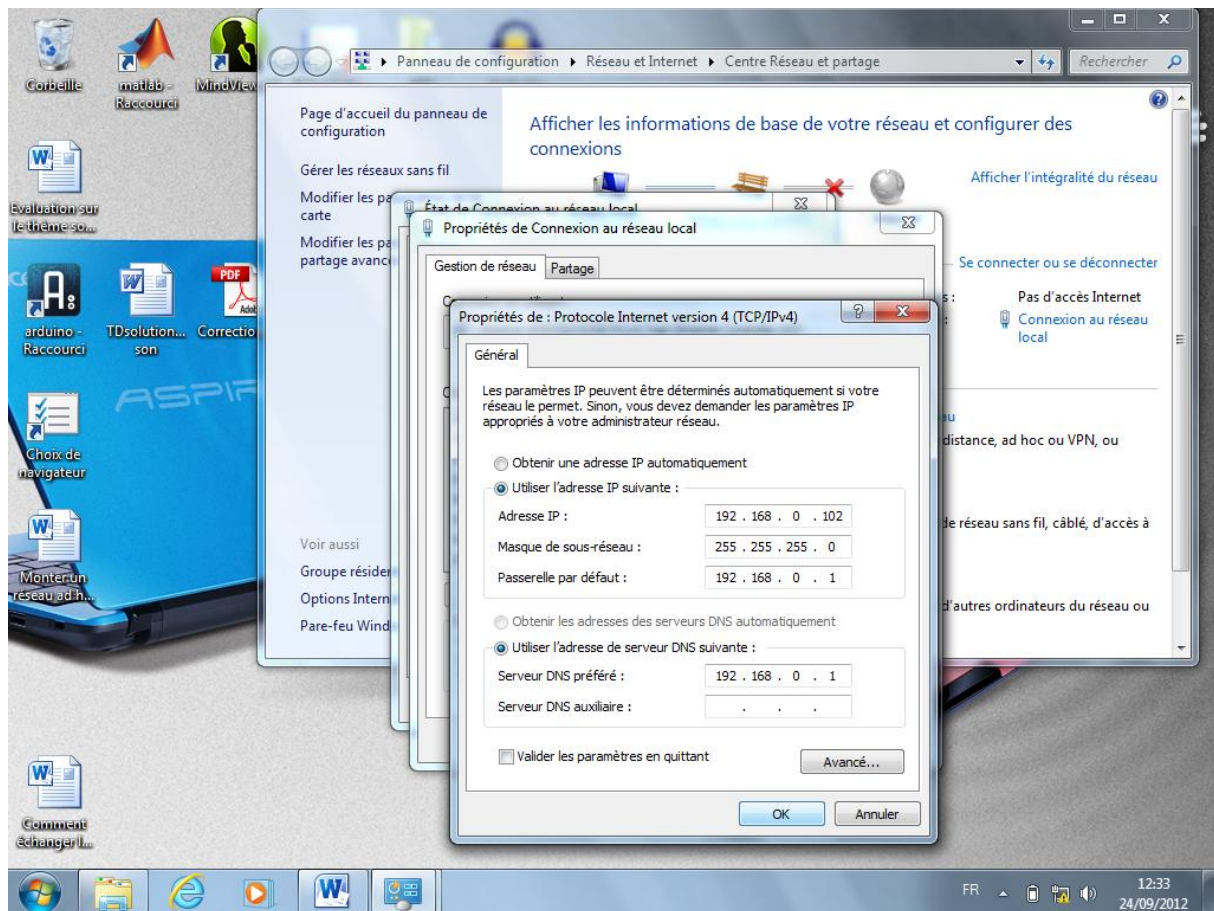 Corbeille
matlab -
Raccourci
MindView
Evaluation sur
le thème so...
arduino -
Raccourci
TDsolution...
son
PDF
Adob
Correctio
ASPIR
Choix de
navigateur
Monter un
réseau ad h...
Comment
échanger l...
Panneau de configuration
Réseau et Internet
Centre Réseau et partage
Rechercher
Page d'accueil du panneau de
configuration
Gérer les réseaux sans fil
Modifier les pa
carte
Modifier les pa
partage avancé
Voir aussi
Groupe résiden
Options Intern
Pare-feu Wind
Afficher les informations de base de votre réseau et configurer des
connexions
Afficher l'intégralité du réseau
Se connecter ou se déconnecter
s :
Pas d'accès Internet
:
Connexion au réseau
local
au
distance, ad hoc ou VPN, ou
de réseau sans fil, câblé, d'accès à
d'autres ordinateurs du réseau ou
État de Connexion au réseau local
Propriétés de Connexion au réseau local
Gestion de réseau
Partage
Propriétés de : Protocole Internet version 4 (TCP/IPv4)
Général
Les paramètres IP peuvent être déterminés automatiquement si votre
réseau le permet. Sinon, vous devez demander les paramètres IP
appropriés à votre administrateur réseau.
Obtenir une adresse IP automatiquement
Utiliser l'adresse IP suivante :
Adresse IP : 192 . 168 . 0 . 102
Masque de sous-réseau : 255 . 255 . 255 . 0
Passerelle par défaut : 192 . 168 . 0 . 1
Obtenir les adresses des serveurs DNS automatiquement
Utiliser l'adresse de serveur DNS suivante :
Serveur DNS préféré : 192 . 168 . 0 . 1
Serveur DNS auxiliaire : . . .
Valider les paramètres en quittant
Avancé...
OK
Annuler
FR
12:33
24/09/2012